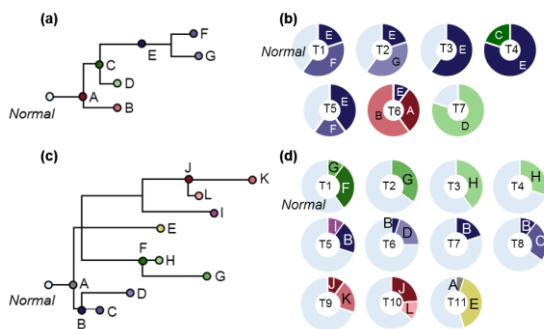 (a)
F
E
G
C
D
A
B
Normal
(b)
Normal
E
T1
F
E
T2
G
T3
E
C
T4
E
T5
E
F
E
T6
A
B
T7
D
(c)
J
K
L
I
E
F
H
G
A
Normal
D
B
C
(d)
Normal
G
T1
F
T2
G
T3
H
T4
H
I
T5
B
B
T6
D
T7
B
B
T8
C
J
T9
K
T10
J
L
A
T11
E